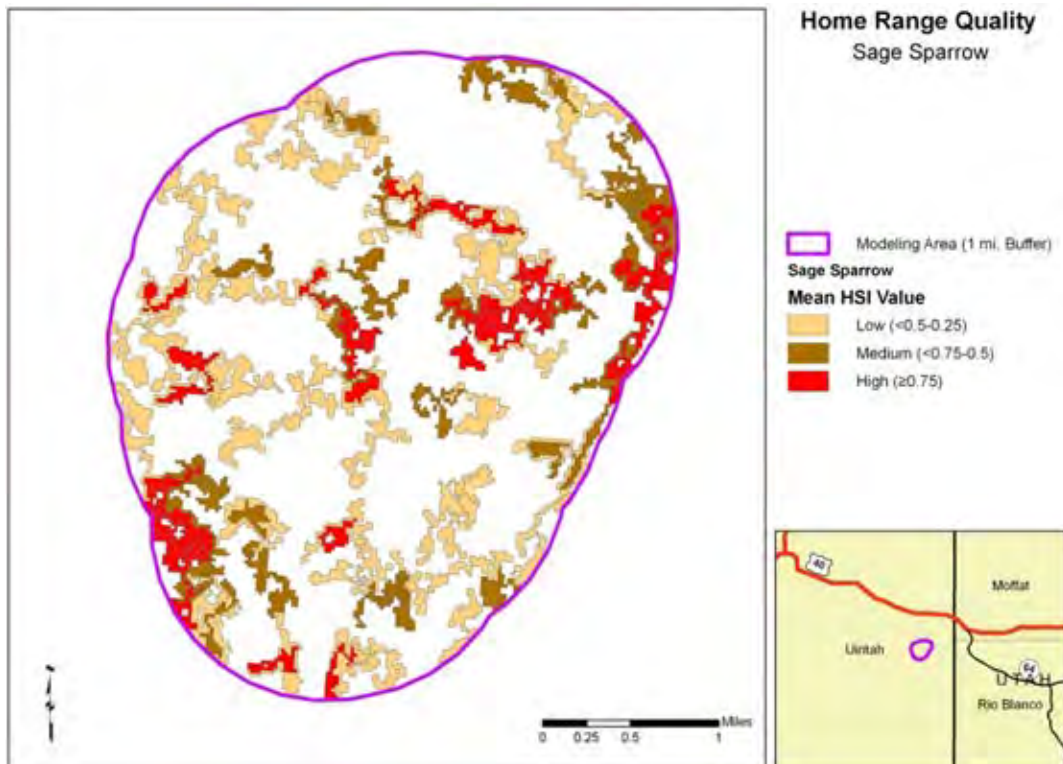 Home Range Quality
Sage Sparrow
Modeling Area (1 mi. Buffer)
Sage Sparrow
Mean HSI Value
Low (<0.5-0.25)
Medium (<0.75-0.5)
High (≥0.75)
Miles
0 0.25 0.5 1
40
Moffat
Uintah
64
UTAH
Rio Blanco